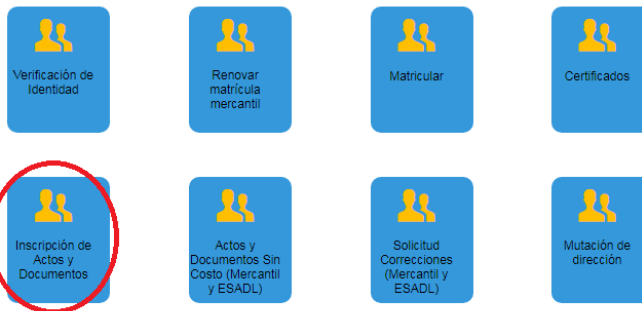 Verificación de
Identidad
Renovar
matrícula
mercantil
Matricular
Certificados
Inscripción de
Actos y
Documentos
Actos y
Documentos Sin
Costo (Mercantil
y ESADL)
Solicitud
Correcciones
(Mercantil y
ESADL)
Mutación de
dirección